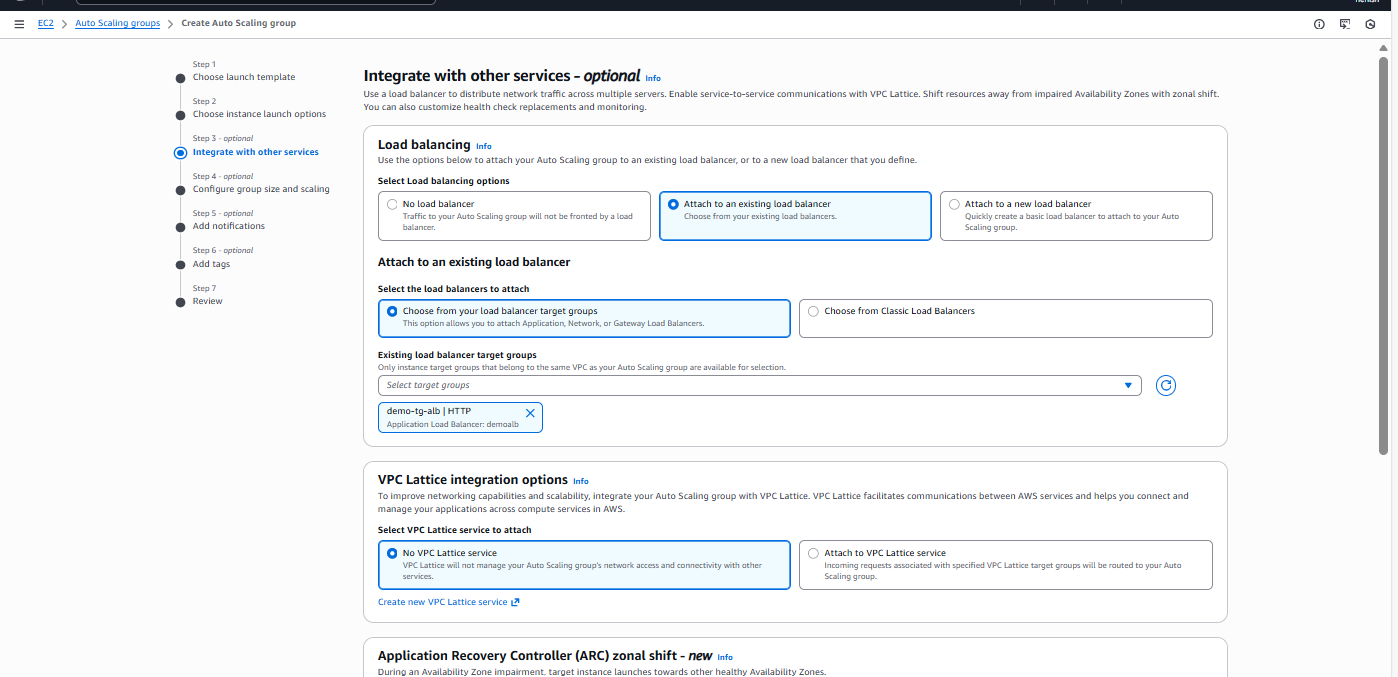 EC2 > Auto Scaling groups > Create Auto Scaling group
Step 1
Choose launch template
Step 2
Choose instance launch options
Step 3 - optional
Integrate with other services
Step 4 - optional
Configure group size and scaling
Step 5 - optional
Add notifications
Step 6 - optional
Add tags
Step 7
Review
Integrate with other services - optional Info
Use a load balancer to distribute network traffic across multiple servers. Enable service-to-service communications with VPC Lattice. Shift resources away from impaired Availability Zones with zonal shift.
You can also customize health check replacements and monitoring.
Load balancing Info
Use the options below to attach your Auto Scaling group to an existing load balancer, or to a new load balancer that you define.
Select Load balancing options
No load balancer
Traffic to your Auto Scaling group will not be fronted by a load
balancer.
Attach to an existing load balancer
Choose from your existing load balancers.
Attach to a new load balancer
Quickly create a basic load balancer to attach to your Auto
Scaling group.
Attach to an existing load balancer
Select the load balancers to attach
Choose from your load balancer target groups
This option allows you to attach Application, Network, or Gateway Load Balancers.
Choose from Classic Load Balancers
Existing load balancer target groups
Only instance target groups that belong to the same VPC as your Auto Scaling group are available for selection.
Select target groups
demo-tg-alb | HTTP
Application Load Balancer: demoalb
VPC Lattice integration options Info
To improve networking capabilities and scalability, integrate your Auto Scaling group with VPC Lattice. VPC Lattice facilitates communications between AWS services and helps you connect and
manage your applications across compute services in AWS.
Select VPC Lattice service to attach
No VPC Lattice service
VPC Lattice will not manage your Auto Scaling group's network access and connectivity with other
services.
Attach to VPC Lattice service
Incoming requests associated with specified VPC Lattice target groups will be routed to your Auto
Scaling group.
Create new VPC Lattice service
Application Recovery Controller (ARC) zonal shift - new Info
During an Availability Zone impairment, target instance launches towards other healthy Availability Zones.